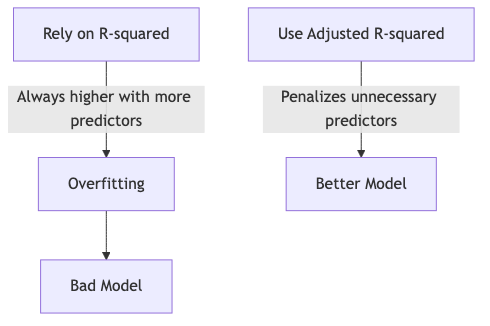 Rely on R-squared
Use Adjusted R-squared
Always higher with more
predictors
Penalizes unnecessary
predictors
Overfitting
Better Model
Bad Model